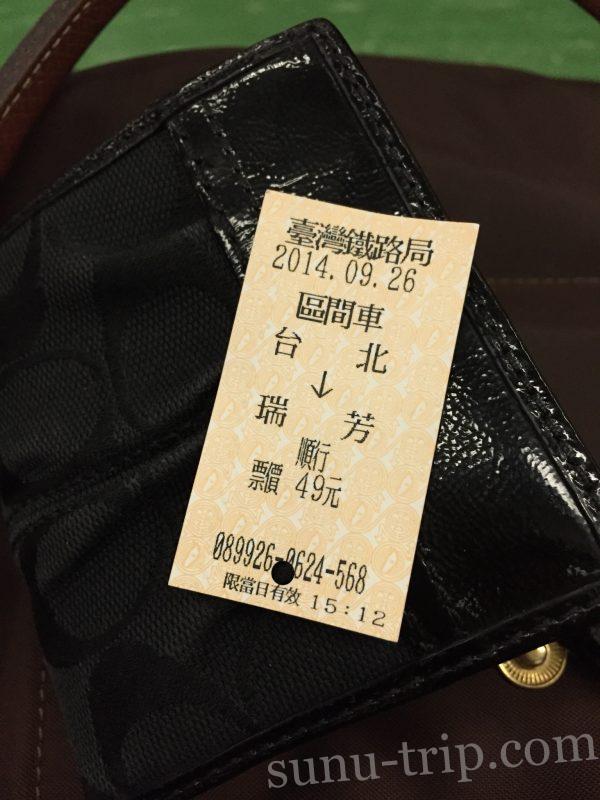 臺灣鐵路局
2014.09.26
區間車
台 北
↓
瑞 芳
順行
票價 49元
089926-0624-568
限當日有效 15:12
sunu-trip.com